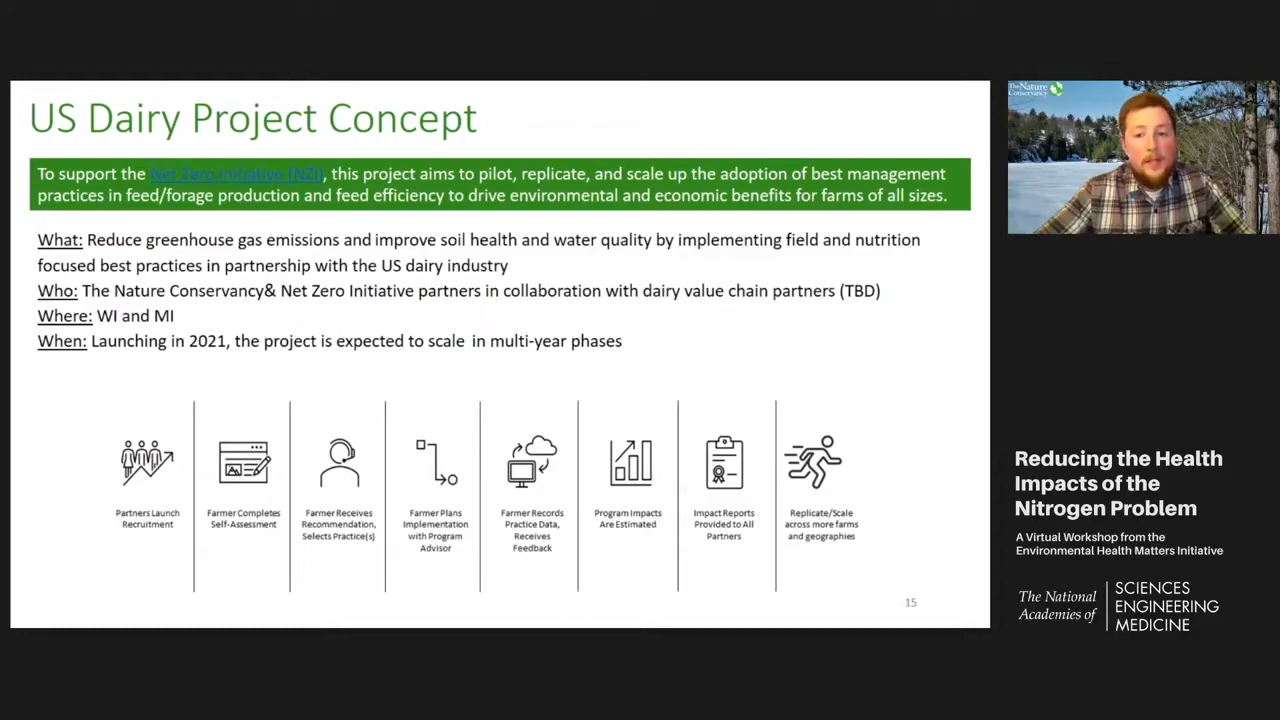 US Dairy Project Concept
To support the Net Zero Initiative (NZI), this project aims to pilot, replicate, and scale up the adoption of best management
practices in feed/forage production and feed efficiency to drive environmental and economic benefits for farms of all sizes.
What: Reduce greenhouse gas emissions and improve soil health and water quality by implementing field and nutrition
focused best practices in partnership with the US dairy industry
Who: The Nature Conservancy& Net Zero Initiative partners in collaboration with dairy value chain partners (TBD)
Where: WI and MI
When: Launching in 2021, the project is expected to scale in multi-year phases
Partners Launch
Recruitment
Farmer Completes
Self-Assessment
Farmer Receives
Recommendation,
Selects Practice(s)
Farmer Plans
Implementation
with Program
Advisor
Farmer Records
Practice Data,
Receives
Feedback
Program Impacts
Are Estimated
Impact Reports
Provided to All
Partners
Replicate/Scale
across more farms
and geographies
15
The Nature
Conservancy
Reducing the Health
Impacts of the
Nitrogen Problem
A Virtual Workshop from the
Environmental Health Matters Initiative
The National
Academies of
SCIENCES
ENGINEERING
MEDICINE